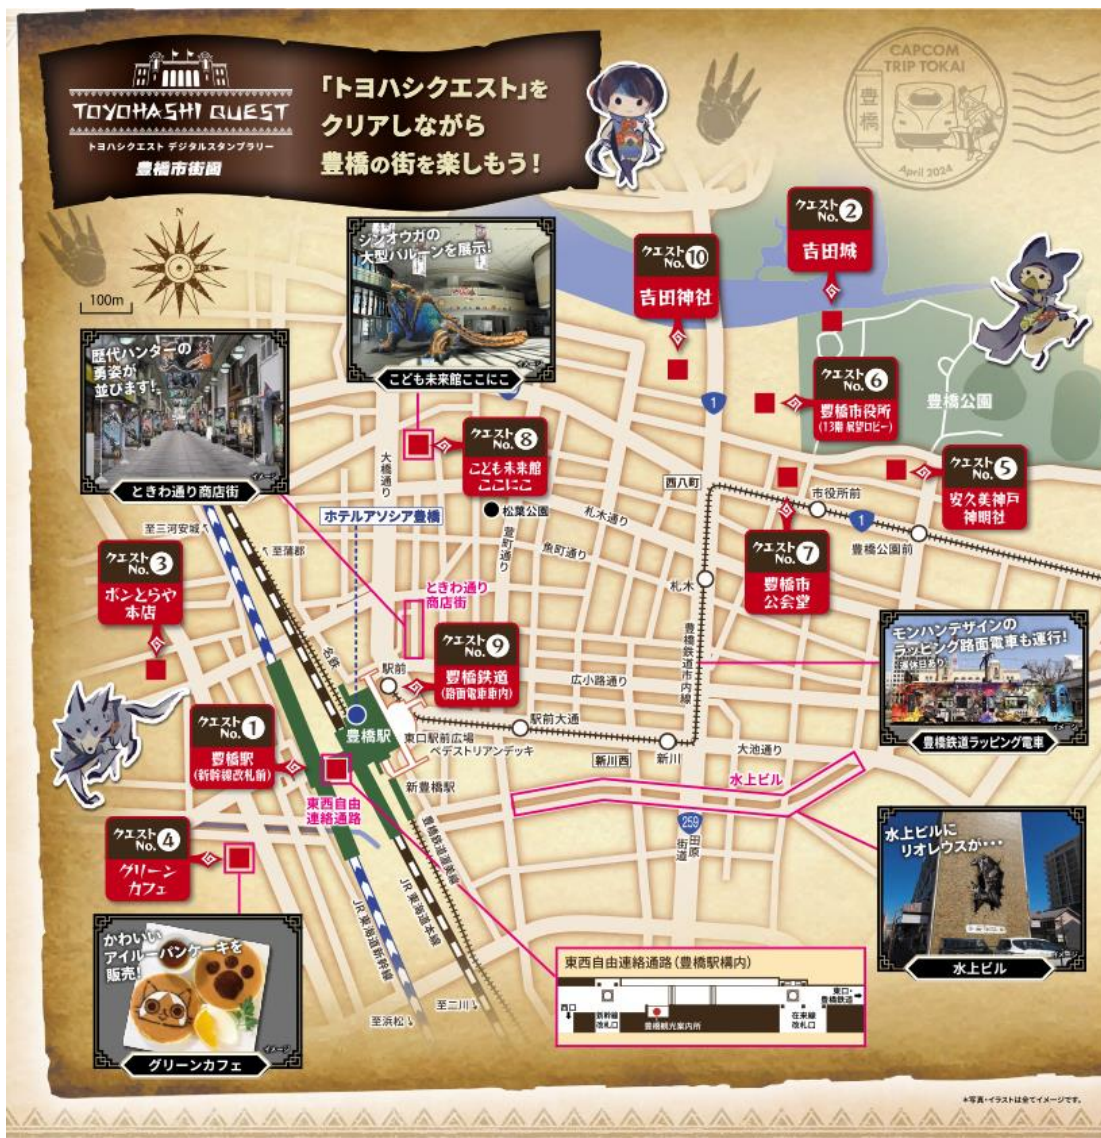 TOYOHASHI QUEST
トヨハシクエスト デジタルスタンプラリー
豊橋市街図
「トヨハシクエスト」を
クリアしながら
豊橋の街を楽しもう!
CAPCOM
TRIP TOKAI
豊橋
April 2024
N
100m
シンオウガの
大型バルーンを展示!
イメージ
こども未来館ここにこ
クエスト
No.10
吉田神社
クエスト
No.2
吉田城
歴代ハンターの
勇姿が
並びます!
イメージ
ときわ通り商店街
クエスト
No.6
豊橋市役所
(13階 展望ロビー)
豊橋公園
1
クエスト
No.8
こども未来館
ここにこ
大橋通り
クエスト
No.5
安久美神戸
神明社
西八町
市役所前
1
豊橋公園前
ホテルアソシア豊橋
松葉公園
札木通り
萱町通り
魚町通り
至三河安城
至蒲郡
クエスト
No.3
ボンとらや
本店
クエスト
No.7
豊橋市
公会堂
札木
ときわ通り
商店街
名鉄
豊橋鉄道市内線
モンハンデザインの
ラッピング路面電車も運行!
※運休日あり
豊橋鉄道ラッピング電車
クエスト
No.9
豊橋鉄道
(路面電車車内)
駅前
広小路通り
クエスト
No.1
豊橋駅
(新幹線改札前)
豊橋駅
東口駅前広場
ペデストリアンデッキ
駅前大通
新川西
新川
大池通り
東西自由
連絡通路
新豊橋駅
水上ビル
259
田原
街道
クエスト
No.4
グリーン
カフェ
豊橋鉄道渥美線
JR 東海道本線
JR 東海道新幹線
水上ビルに
リオレウスが・・・
イメージ
水上ビル
かわいい
アイルーパンケーキを
販売!
イメージ
グリーンカフェ
至二川
至浜松
東西自由連絡通路(豊橋駅構内)
西口
新幹線
改札口
豊橋観光案内所
在来線
改札口
東口・
豊橋鉄道
*写真・イラストは全てイメージです。